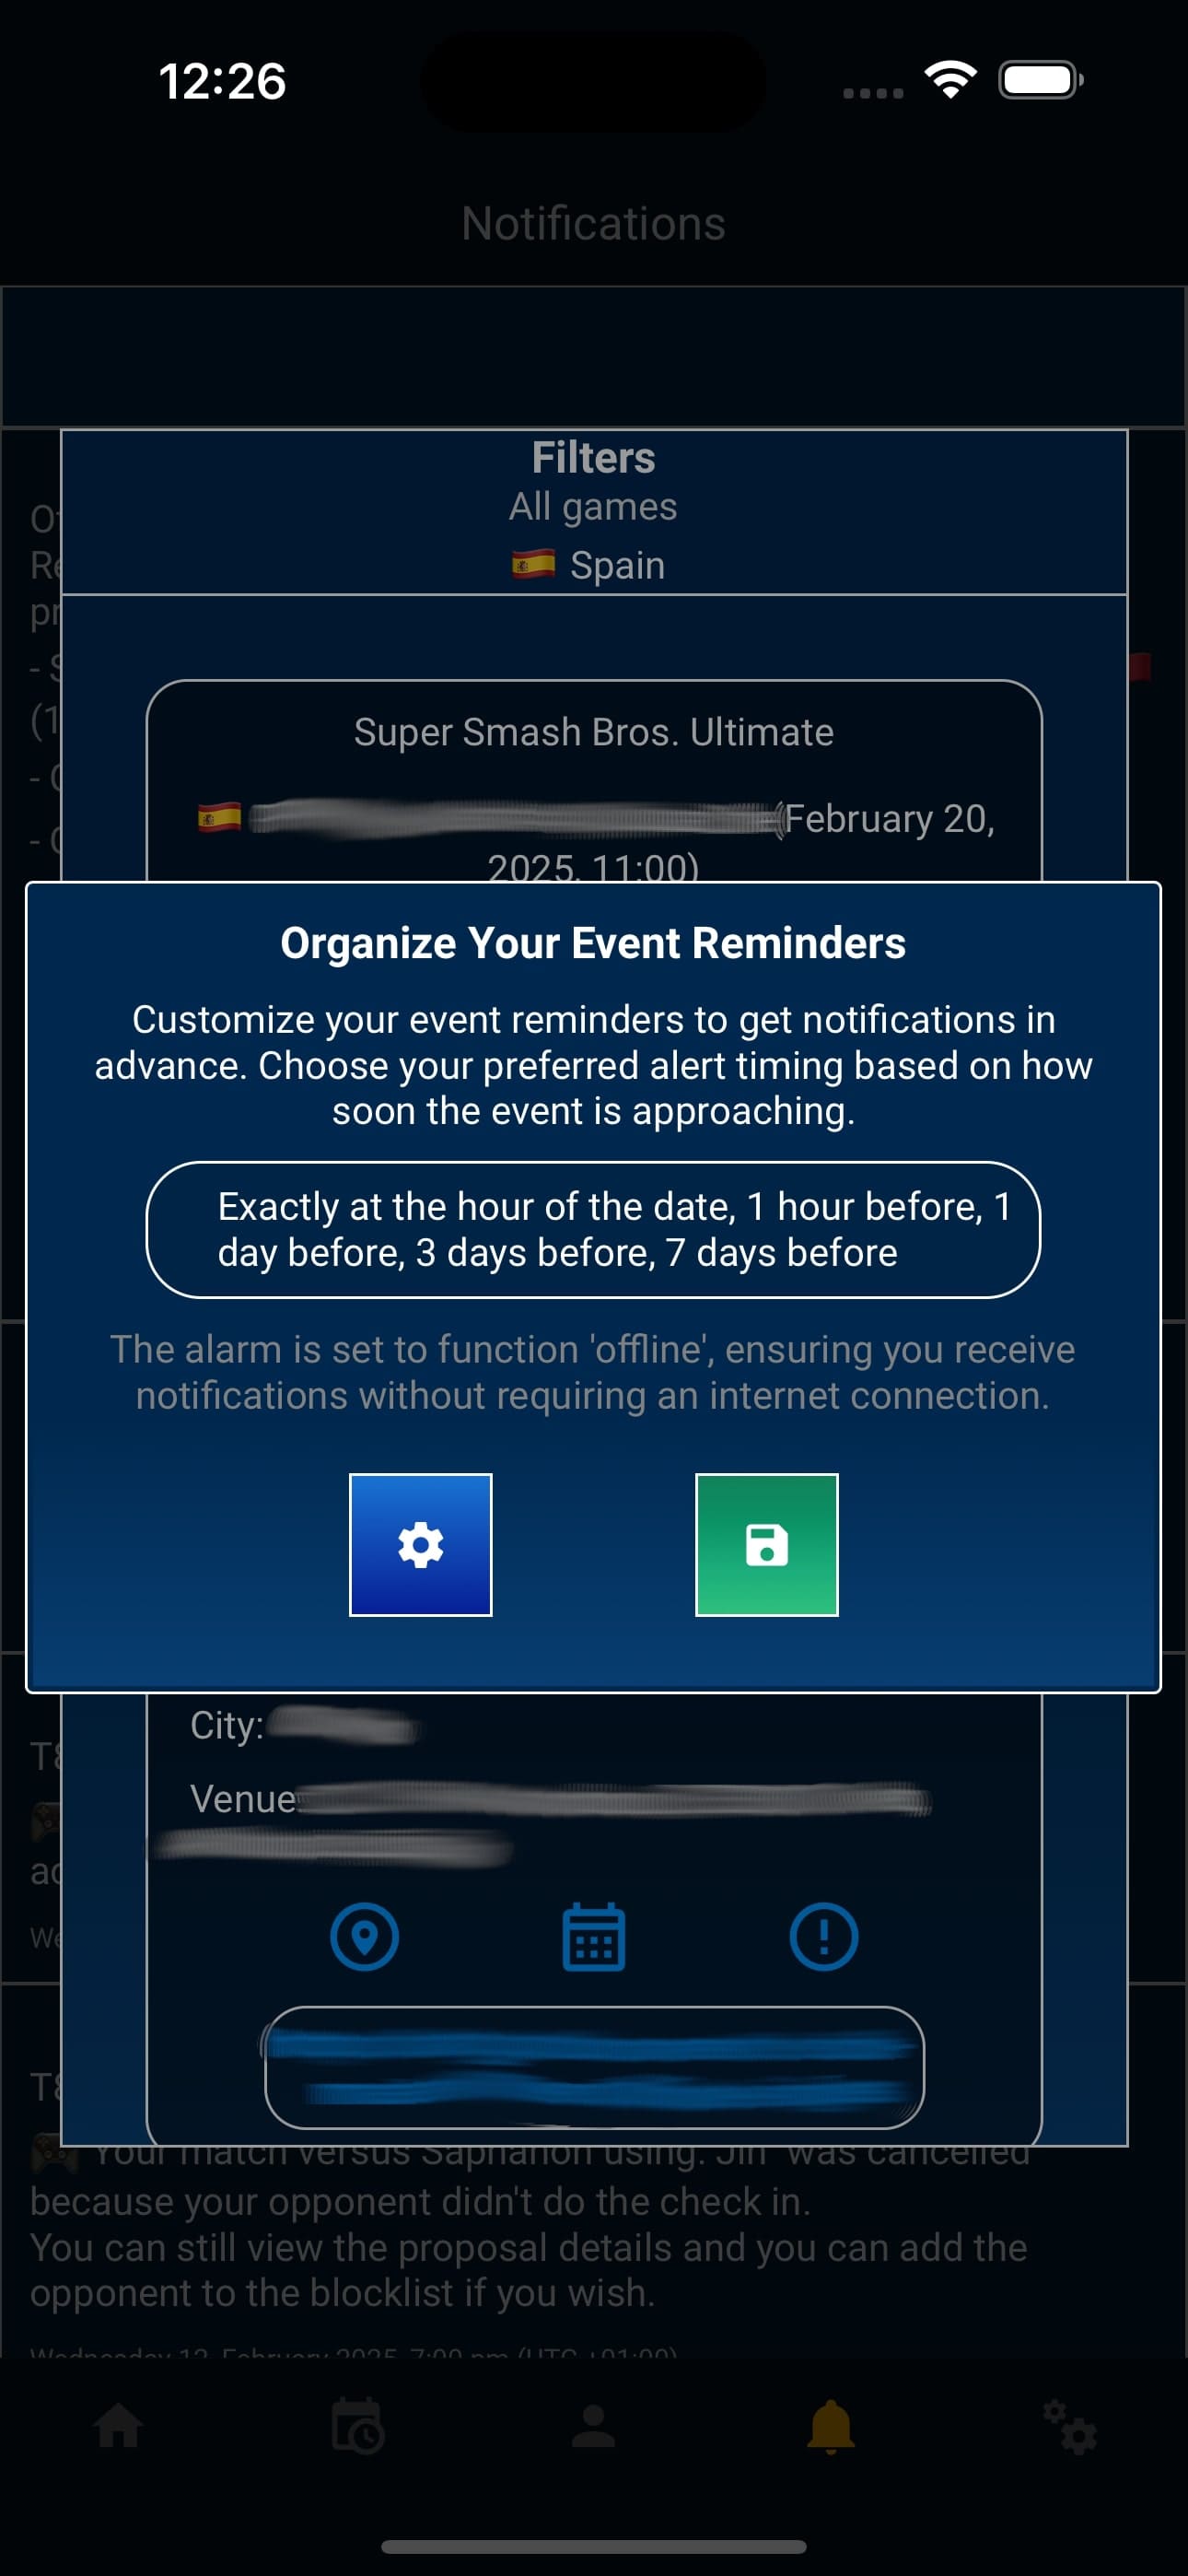 12:26
Notifications
Filters
All games
Spain
Super Smash Bros. Ultimate
February 20,
2025, 11:00)
Organize Your Event Reminders
Customize your event reminders to get notifications in
advance. Choose your preferred alert timing based on how
soon the event is approaching.
Exactly at the hour of the date, 1 hour before, 1
day before, 3 days before, 7 days before
The alarm is set to function 'offline', ensuring you receive
notifications without requiring an internet connection.
City:
Venue
Your match versus Saphanon using: Jin was cancelled
because your opponent didn't do the check in.
You can still view the proposal details and you can add the
opponent to the blocklist if you wish.
Wednesday 12, February 2025, 7:00 pm (UTC +01:00)